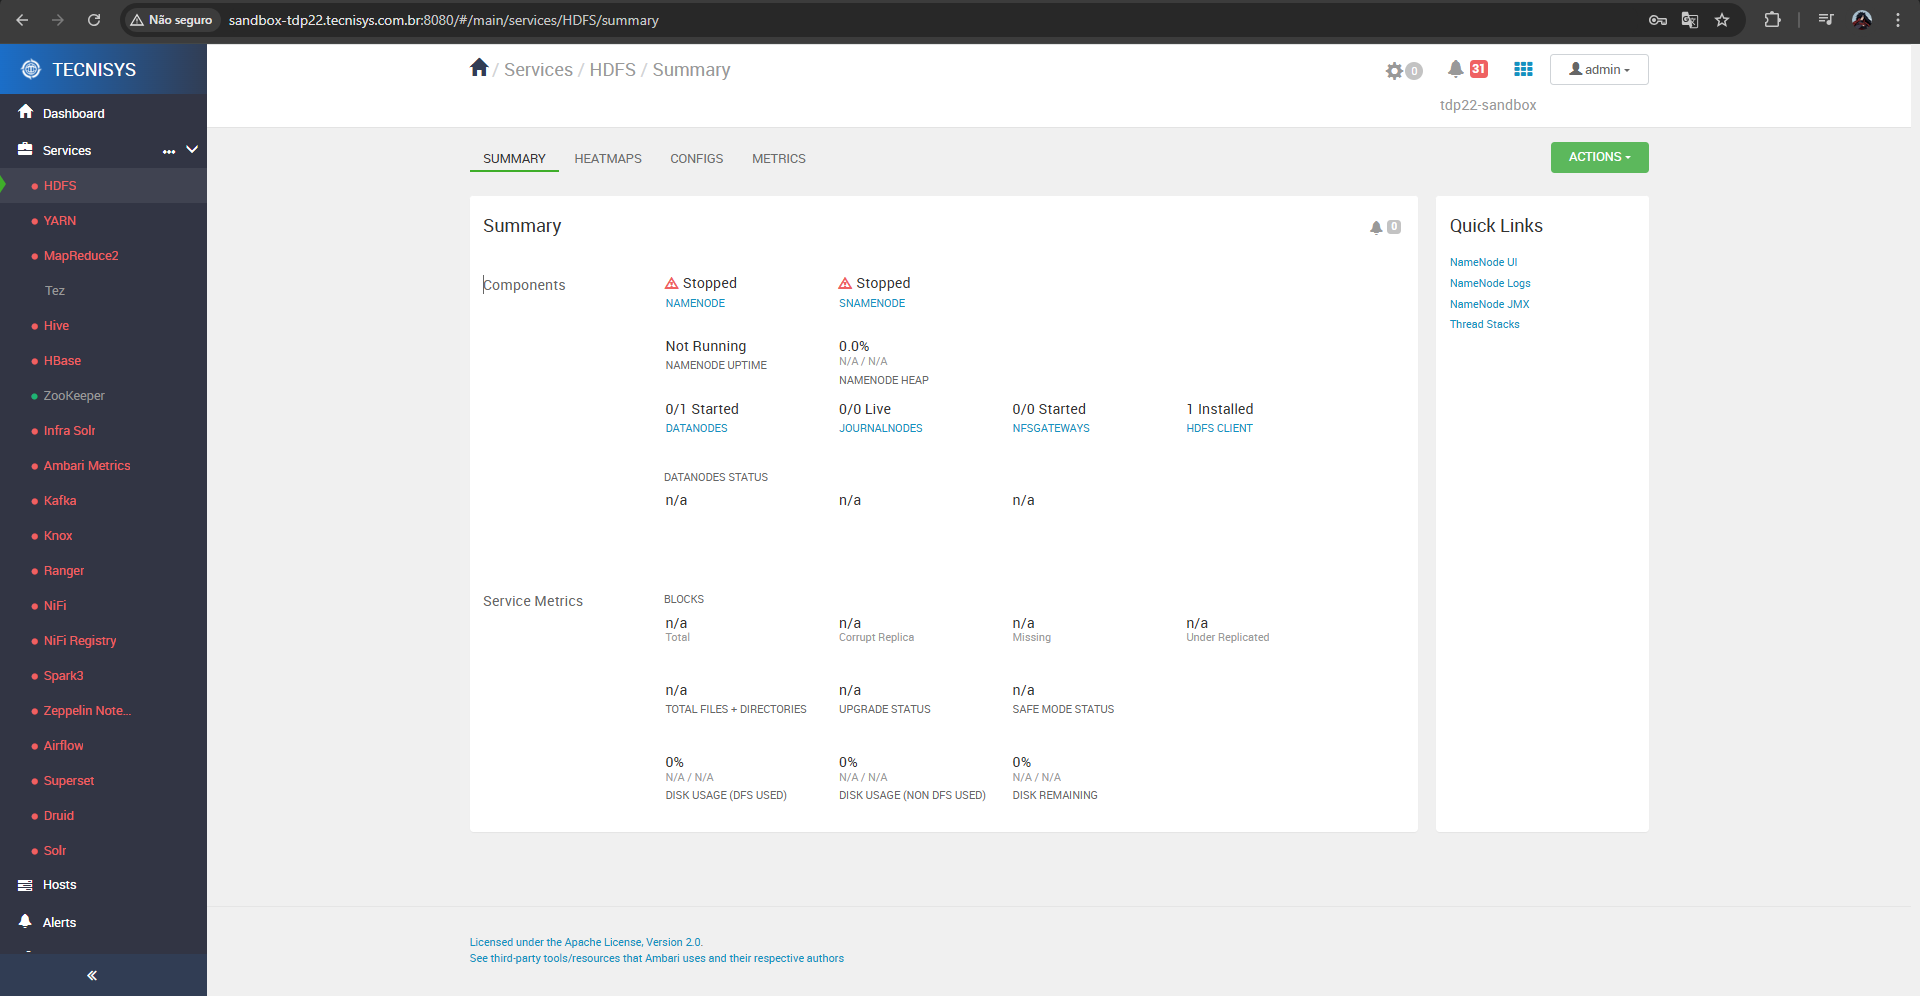 Não seguro
sandbox-tdp22.tecnisys.com.br:8080/#/main/services/HDFS/summary
TECNISYS
Dashboard
Services
HDFS
YARN
MapReduce2
Tez
Hive
HBase
ZooKeeper
Infra Solr
Ambari Metrics
Kafka
Knox
Ranger
NiFi
NiFi Registry
Spark3
Zeppelin Note...
Airflow
Superset
Druid
Solr
Hosts
Alerts
/ Services / HDFS / Summary
0
31
admin
tdp22-sandbox
SUMMARY HEATMAPS CONFIGS METRICS
ACTIONS
Summary
0
Components
Stopped
NAMENODE
Stopped
SNAMENODE
Not Running
NAMENODE UPTIME
0.0%
N/A / N/A
NAMENODE HEAP
0/1 Started
DATANODES
0/0 Live
JOURNALNODES
0/0 Started
NFSGATEWAYS
1 Installed
HDFS CLIENT
DATANODES STATUS
n/a n/a n/a
Service Metrics
BLOCKS
n/a
Total
n/a
Corrupt Replica
n/a
Missing
n/a
Under Replicated
n/a
TOTAL FILES + DIRECTORIES
n/a
UPGRADE STATUS
n/a
SAFE MODE STATUS
0%
N/A / N/A
DISK USAGE (DFS USED)
0%
N/A / N/A
DISK USAGE (NON DFS USED)
0%
N/A / N/A
DISK REMAINING
Quick Links
NameNode UI
NameNode Logs
NameNode JMX
Thread Stacks
Licensed under the Apache License, Version 2.0.
See third-party tools/resources that Ambari uses and their respective authors